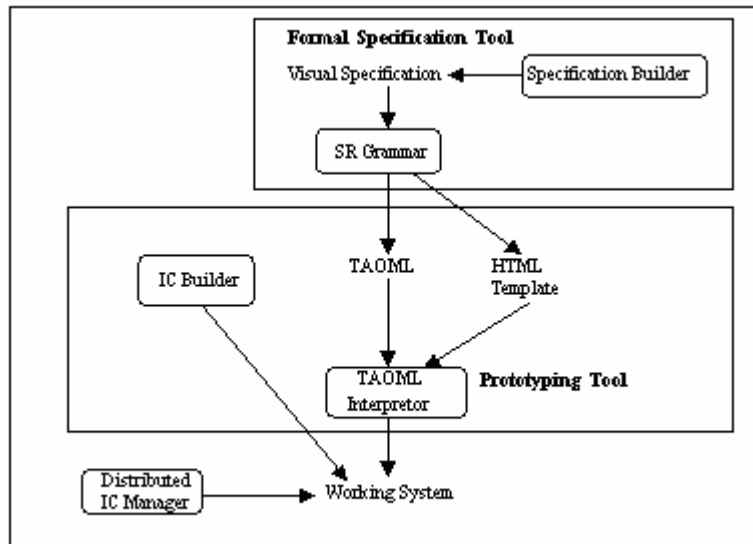 Formal Specification Tool
Visual Specification
Specification Builder
SR Grammar
IC Builder
TAOML
HTML
Template
TAOML
Interpretor
Prototyping Tool
Distributed
IC Manager
Working System